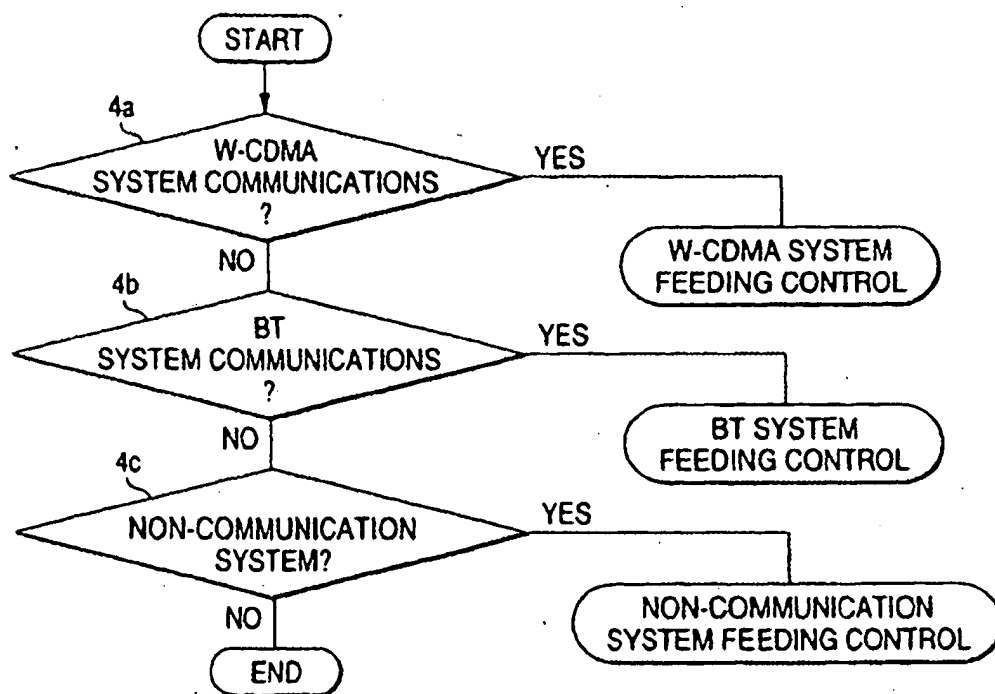 START
4a
W-CDMA
SYSTEM COMMUNICATIONS
?
YES
W-CDMA SYSTEM
FEEDING CONTROL
NO
4b
BT
SYSTEM COMMUNICATIONS
?
YES
BT SYSTEM
FEEDING CONTROL
NO
4c
NON-COMMUNICATION
SYSTEM?
YES
NON-COMMUNICATION
SYSTEM FEEDING CONTROL
NO
END